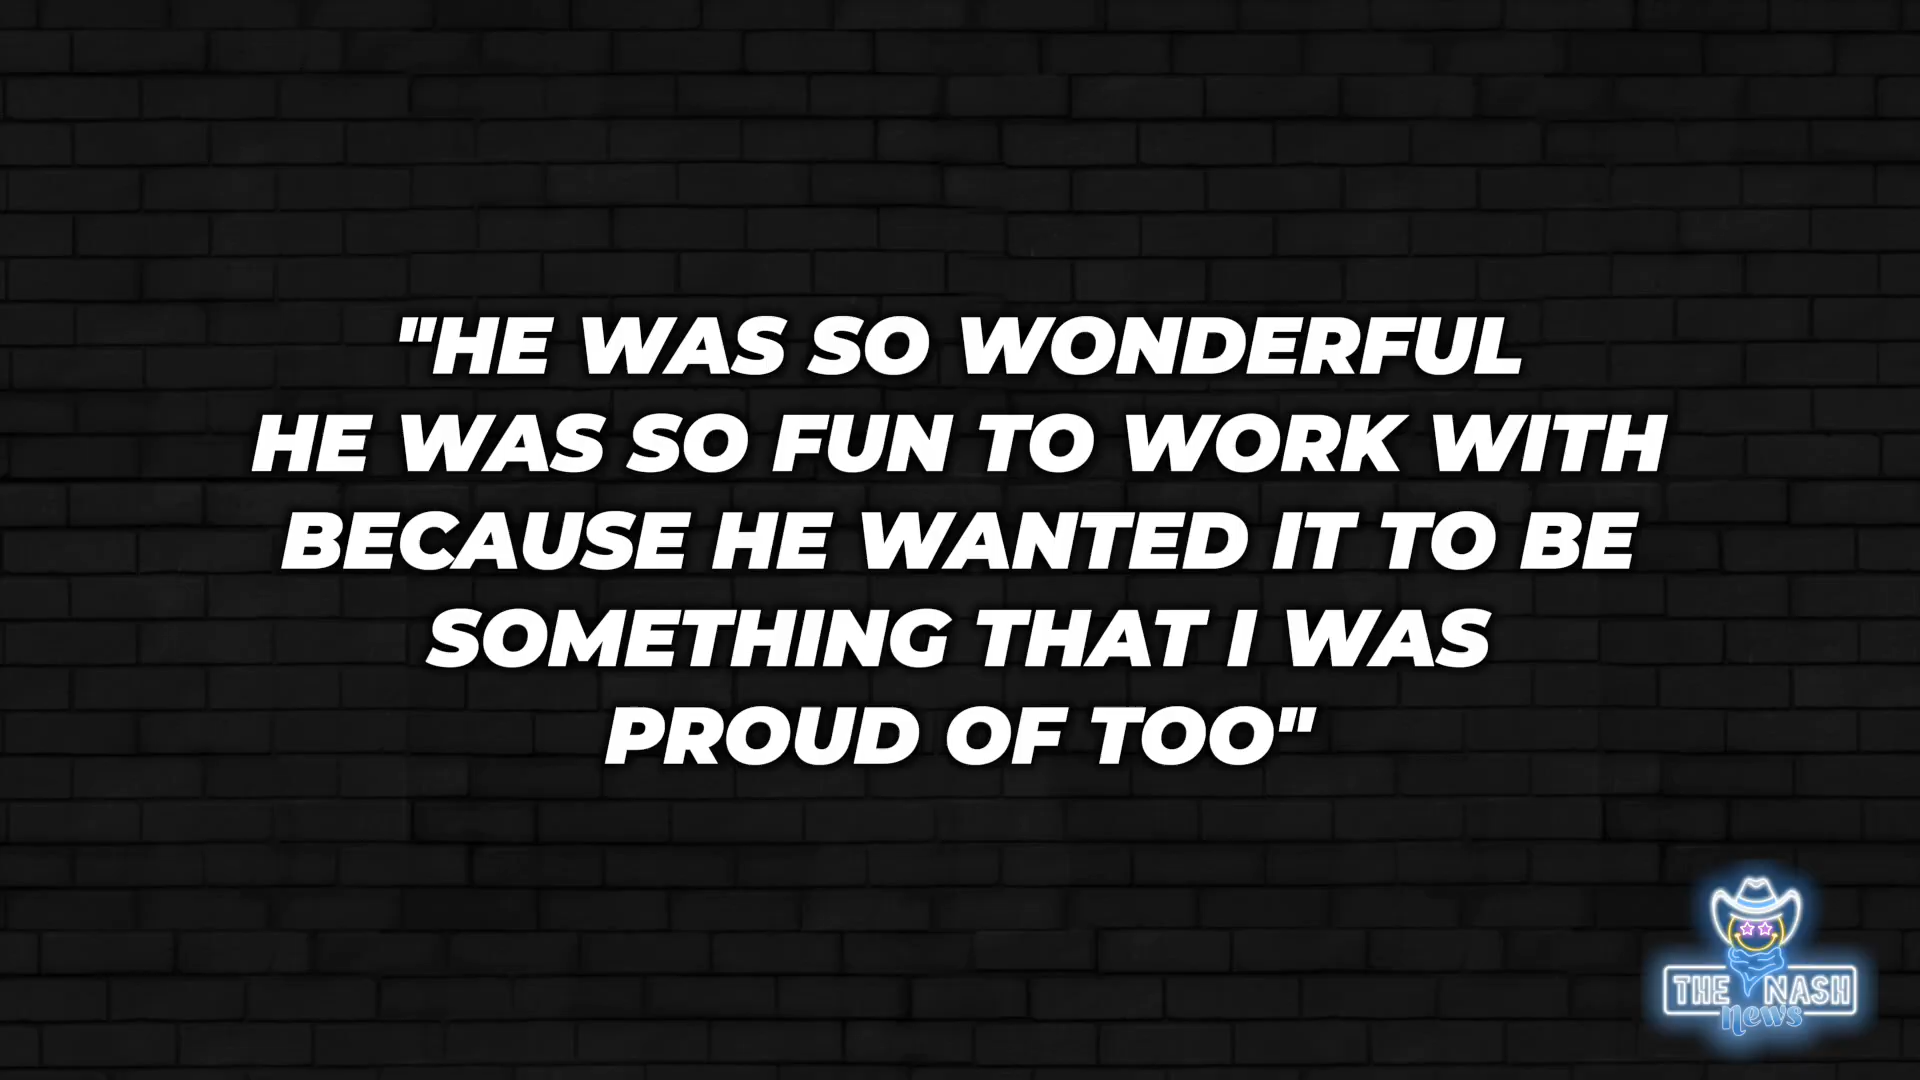 "HE WAS SO WONDERFUL
HE WAS SO FUN TO WORK WITH
BECAUSE HE WANTED IT TO BE
SOMETHING THAT I WAS
PROUD OF TOO"
THE NASH
News